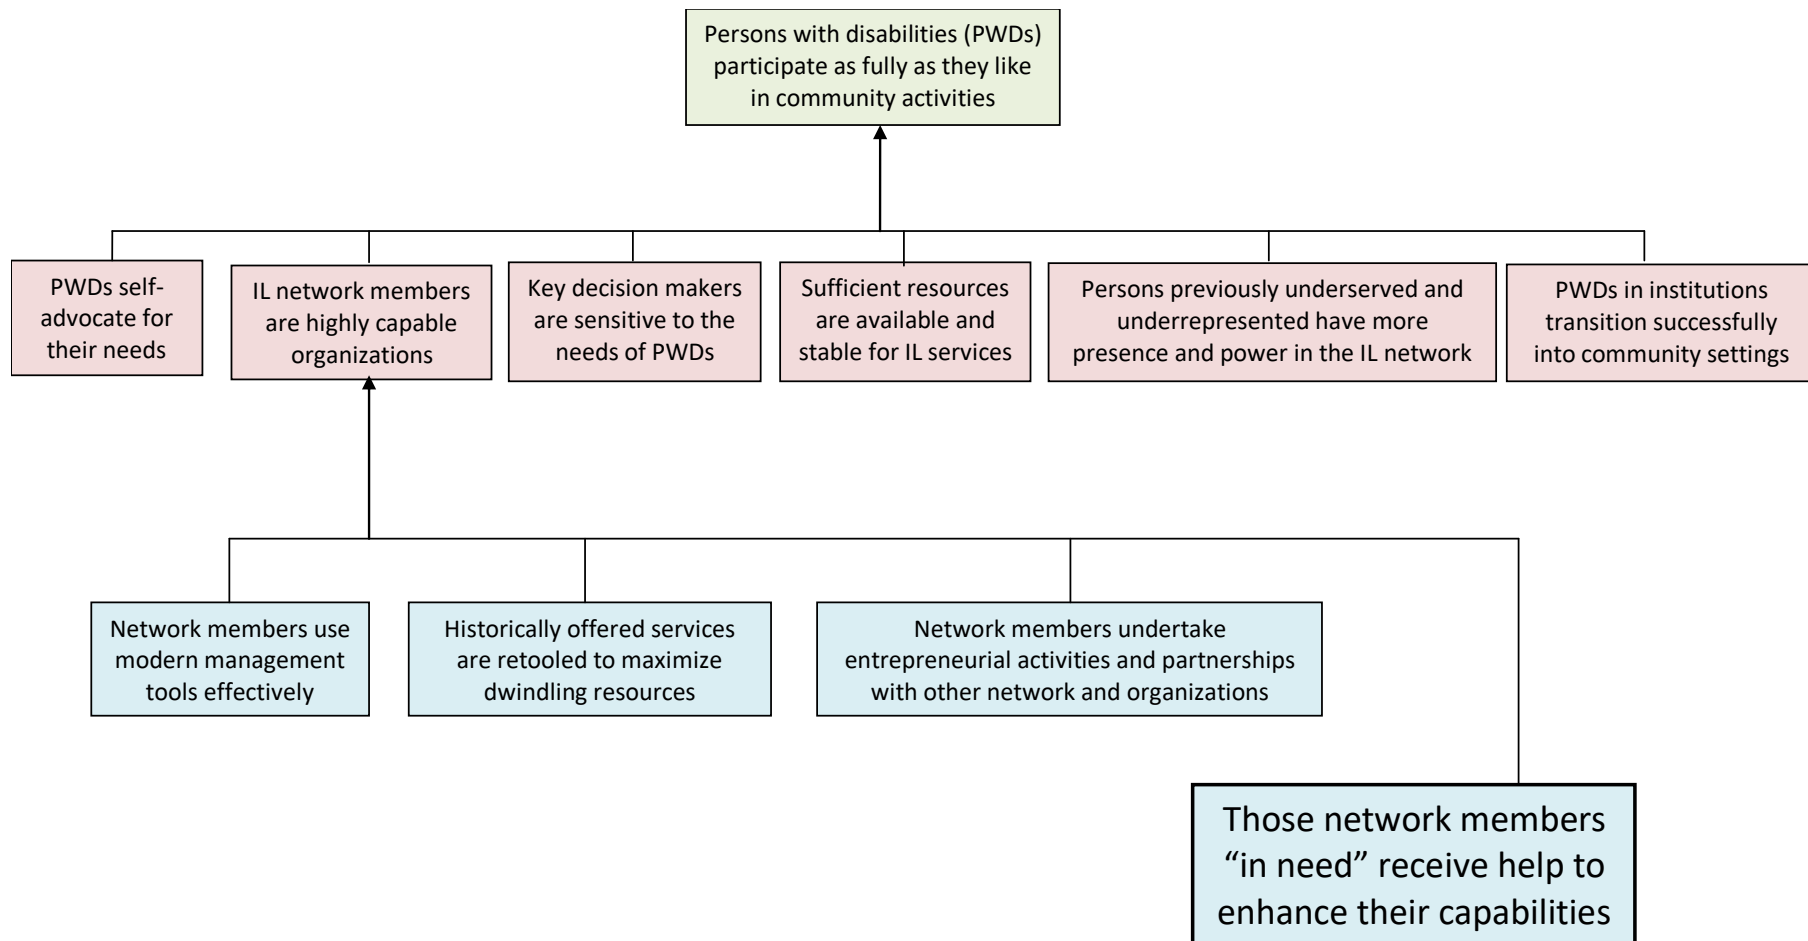 Persons with disabilities (PWDs)
participate as fully as they like
in community activities
PWDs self-
advocate for
their needs
IL network members
are highly capable
organizations
Key decision makers
are sensitive to the
needs of PWDs
Sufficient resources
are available and
stable for IL services
Persons previously underserved and
underrepresented have more
presence and power in the IL network
PWDs in institutions
transition successfully
into community settings
Network members use
modern management
tools effectively
Historically offered services
are retooled to maximize
dwindling resources
Network members undertake
entrepreneurial activities and partnerships
with other network and organizations
Those network members
“in need” receive help to
enhance their capabilities